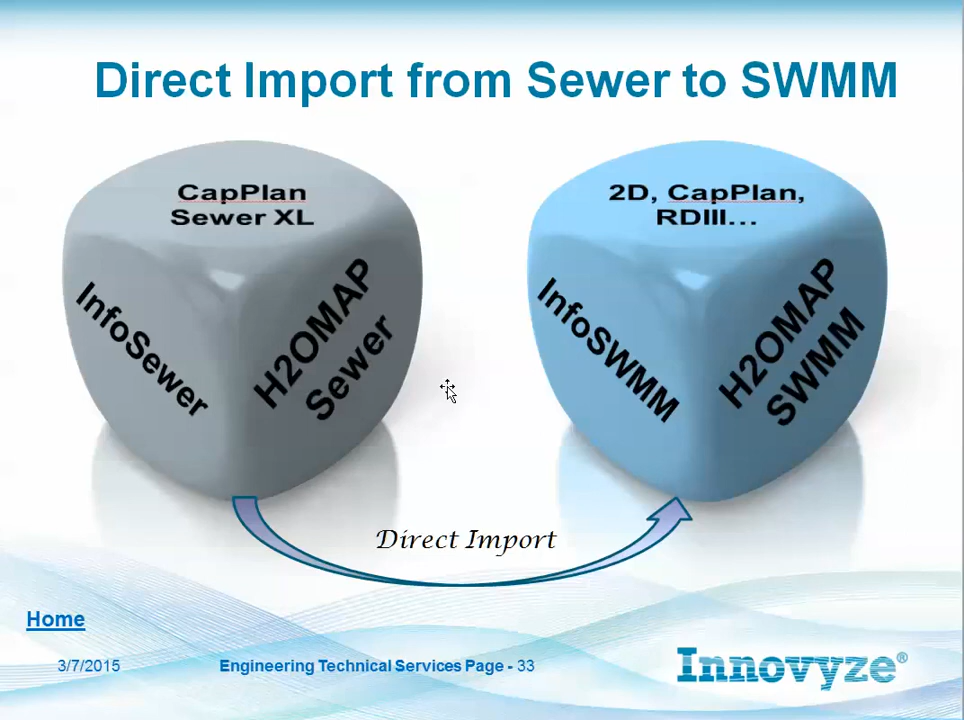 Direct Import from Sewer to SWMM
CapPlan
Sewer XL
InfoSewer
H2OMAP
Sewer
2D, CapPlan,
RDIII...
InfoSWMM
H2OMAP
SWMM
Direct Import
Home
3/7/2015
Engineering Technical Services Page - 33
Innovyze®